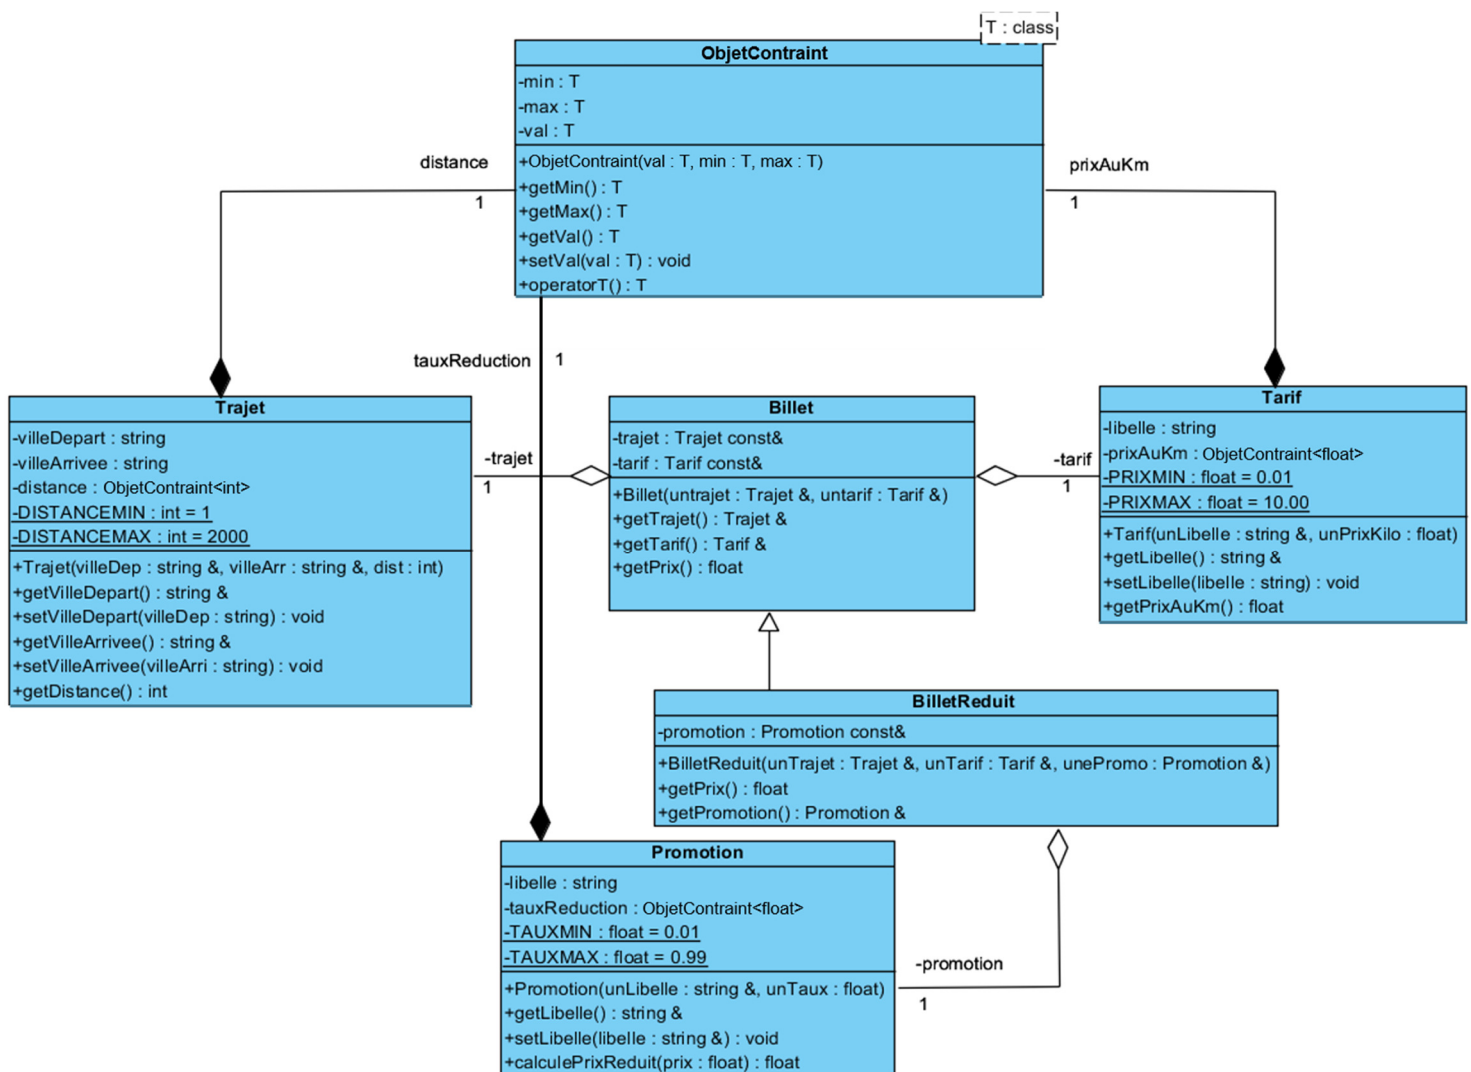 T : class
ObjetContraint
-min : T
-max : T
-val : T
+ObjetContraint(val : T, min : T, max : T)
+getMin() : T
+getMax() : T
+getVal() : T
+setVal(val : T) : void
+operatorT() : T
distance
1
prixAuKm
1
tauxReduction
1
Trajet
-villeDepart : string
-villeArrivee : string
-distance : ObjetContraint<int>
-DISTANCEMIN : int = 1
-DISTANCEMAX : int = 2000
+Trajet(villeDep : string &, villeArr : string &, dist : int)
+getVilleDepart() : string &
+setVilleDepart(villeDep : string) : void
+getVilleArrivee() : string &
+setVilleArrivee(villeArri : string) : void
+getDistance() : int
-trajet
1
Billet
-trajet : Trajet const&
-tarif : Tarif const&
+Billet(untrajet : Trajet &, untarif : Tarif &)
+getTrajet() : Trajet &
+getTarif() : Tarif &
+getPrix() : float
-tarif
1
Tarif
-libelle : string
-prixAuKm : ObjetContraint<float>
-PRIXMIN : float = 0.01
-PRIXMAX : float = 10.00
+Tarif(unLibelle : string &, unPrixKilo : float)
+getLibelle() : string &
+setLibelle(libelle : string) : void
+getPrixAuKm() : float
BilletReduit
-promotion : Promotion const&
+BilletReduit(unTrajet : Trajet &, unTarif : Tarif &, unePromo : Promotion &)
+getPrix() : float
+getPromotion() : Promotion &
Promotion
-libelle : string
-tauxReduction : ObjetContraint<float>
-TAUXMIN : float = 0.01
-TAUXMAX : float = 0.99
+Promotion(unLibelle : string &, unTaux : float)
+getLibelle() : string &
+setLibelle(libelle : string &) : void
+calculePrixReduit(prix : float) : float
-promotion
1